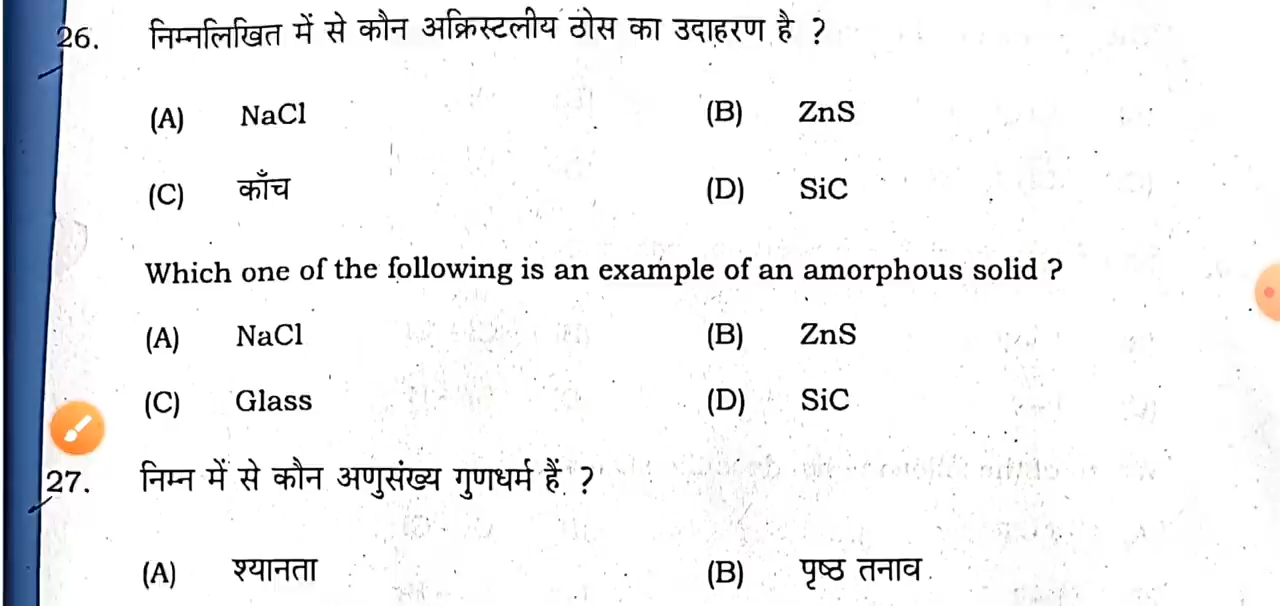 26. निम्नलिखित में से कौन अक्रिस्टलीय ठोस का उदाहरण है ?
(A) NaCl (B) ZnS
(C) काँच (D) SiC
Which one of the following is an example of an amorphous solid ?
(A) NaCl (B) ZnS
(C) Glass (D) SiC
27. निम्न में से कौन अणुसंख्य गुणधर्म हैं ?
(A) श्यानता (B) पृष्ठ तनाव